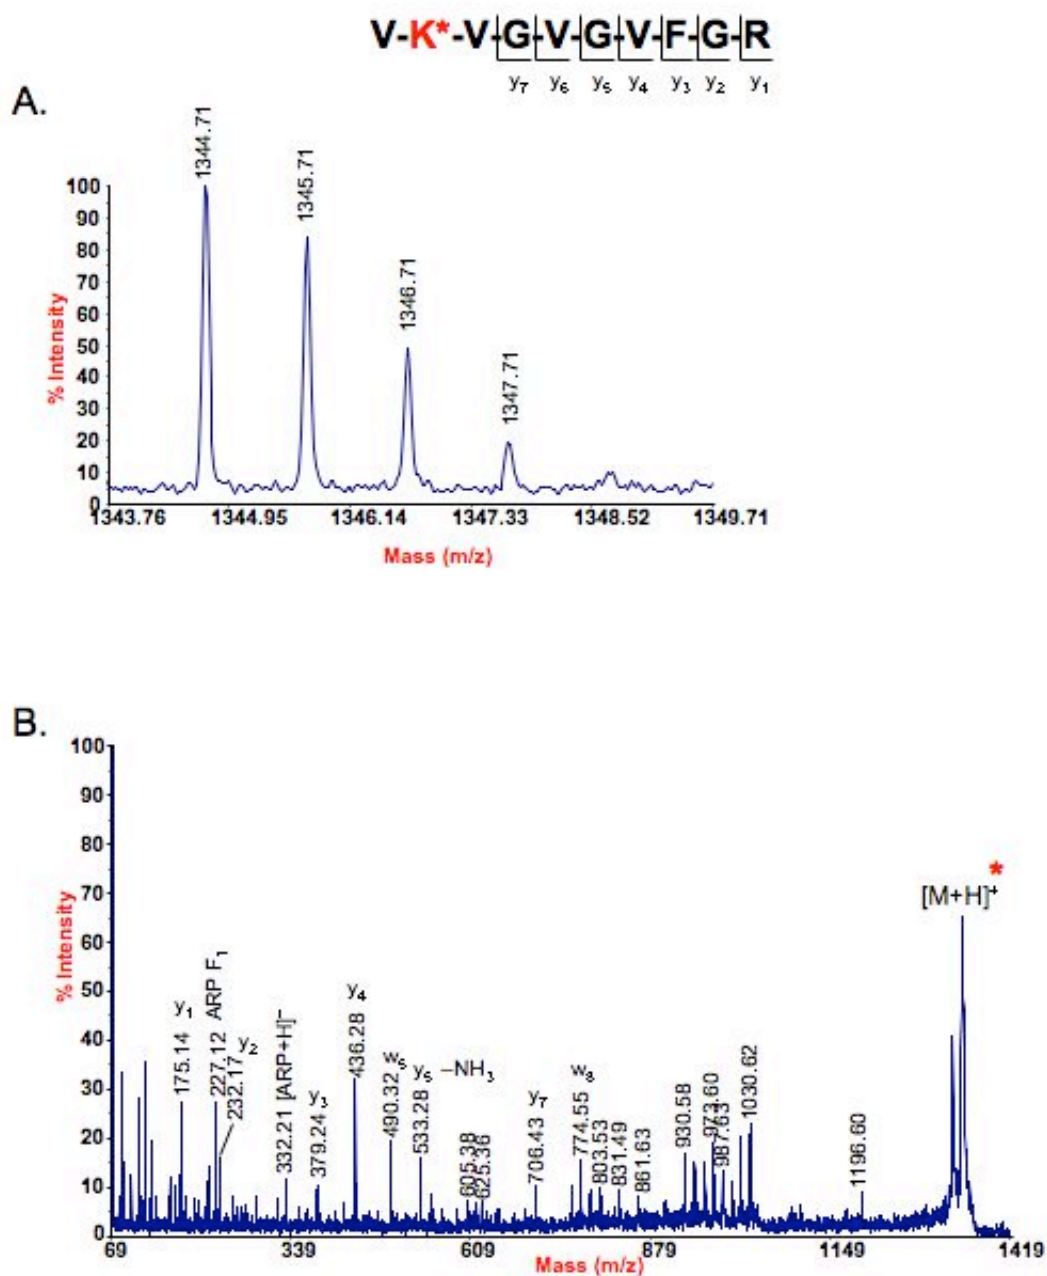 V-K*-V-G-V-G-V-F-G-R
y7 y6 y5 y4 y3 y2 y1
A.
1344.71
1345.71
1346.71
1347.71
100
90
80
70
60
50
40
30
20
10
0
% Intensity
1343.76 1344.95 1346.14 1347.33 1348.52 1349.71
Mass (m/z)
B.
100
90
80
70
60
50
40
30
20
10
0
% Intensity
*
[M+H]+
y1
175.14
ARP F1
227.12
y2
232.17
332.21 [ARP+H]-
y3
379.24
y4
436.28
w5
490.32
y5 –NH3
533.28
605.38
625.36
y7
706.43
w8
774.55
803.53
831.49
861.63
930.58
973.60
987.63
1030.62
1196.60
69 339 609 879 1149 1419
Mass (m/z)